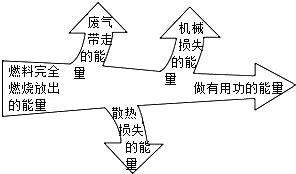 燃料完全
燃烧放出
的能量
废气
带走
的能
量
机械
损失
的能
量
做有用功的能量
散热
损失
的能
量